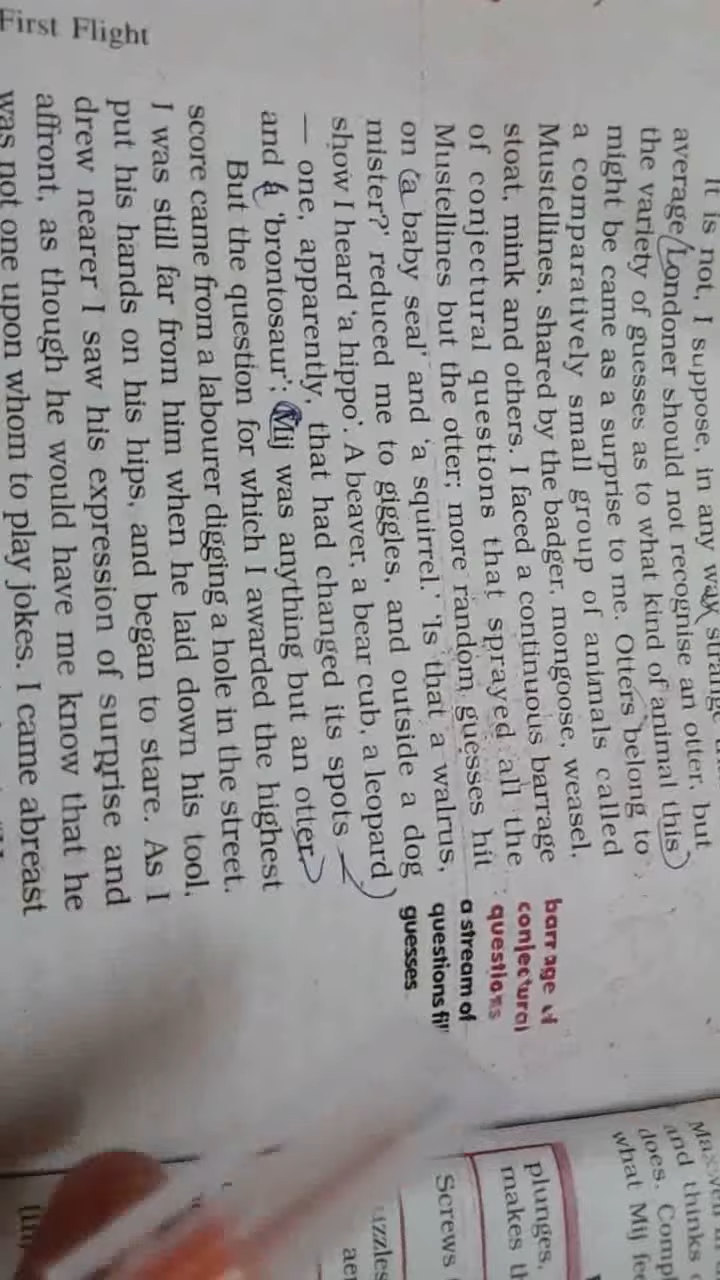 First Flight
It is not, I suppose, in any way strange
average Londoner should not recognise an otter, but
the variety of guesses as to what kind of animal this
might be came as a surprise to me. Otters belong to
a comparatively small group of animals called
Mustellines, shared by the badger, mongoose, weasel,
stoat, mink and others. I faced a continuous barrage
of conjectural questions that sprayed all the
Mustellines but the otter; more random guesses hit
on ‘a baby seal’ and ‘a squirrel.’ ‘Is that a walrus,
mister?’ reduced me to giggles, and outside a dog
show I heard ‘a hippo’. A beaver, a bear cub, a leopard
— one, apparently, that had changed its spots —
and a ‘brontosaur’; Mij was anything but an otter.
But the question for which I awarded the highest
score came from a labourer digging a hole in the street.
I was still far from him when he laid down his tool,
put his hands on his hips, and began to stare. As I
drew nearer I saw his expression of surprise and
affront, as though he would have me know that he
was not one upon whom to play jokes. I came abreast
barrage of
conjectural
questions
a stream of
questions
guesses
and thinks
does. Comp
what Mij fe
plunges,
makes th
Screws